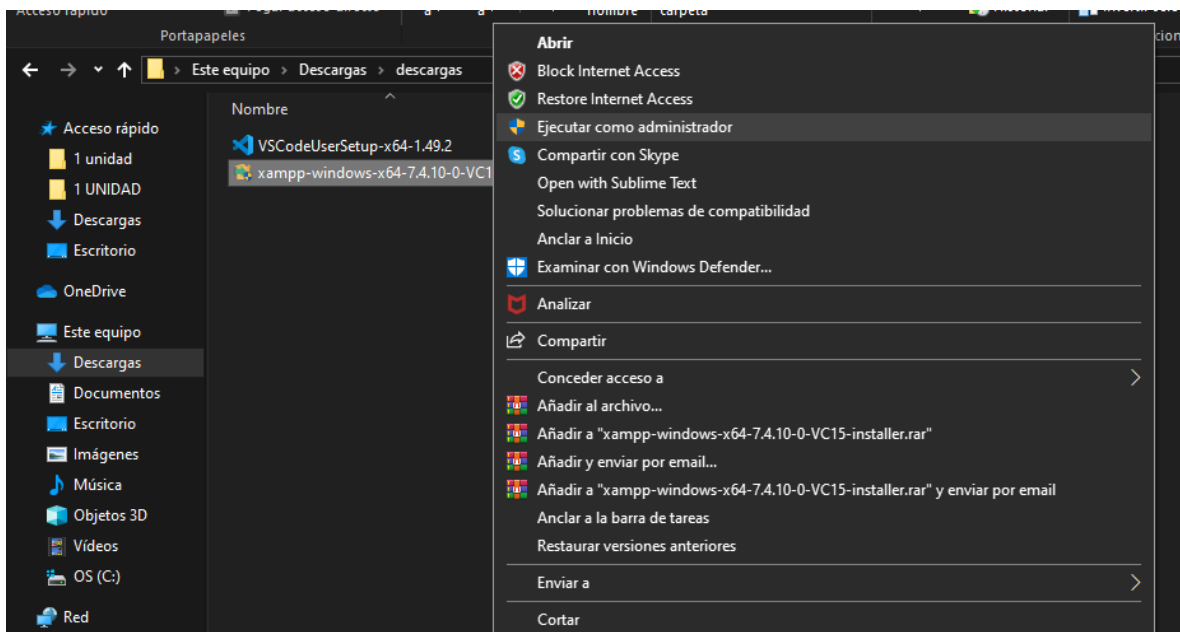 Acceso rápido
nombre carpeta
Portapapeles
Este equipo > Descargas > descargas
Nombre
VSCodeUserSetup-x64-1.49.2
xampp-windows-x64-7.4.10-0-VC1
Acceso rápido
1 unidad
1 UNIDAD
Descargas
Escritorio
OneDrive
Este equipo
Descargas
Documentos
Escritorio
Imágenes
Música
Objetos 3D
Vídeos
OS (C:)
Red
Abrir
Block Internet Access
Restore Internet Access
Ejecutar como administrador
Compartir con Skype
Open with Sublime Text
Solucionar problemas de compatibilidad
Anclar a Inicio
Examinar con Windows Defender...
Analizar
Compartir
Conceder acceso a
Añadir al archivo...
Añadir a "xampp-windows-x64-7.4.10-0-VC15-installer.rar"
Añadir y enviar por email...
Añadir a "xampp-windows-x64-7.4.10-0-VC15-installer.rar" y enviar por email
Anclar a la barra de tareas
Restaurar versiones anteriores
Enviar a
Cortar